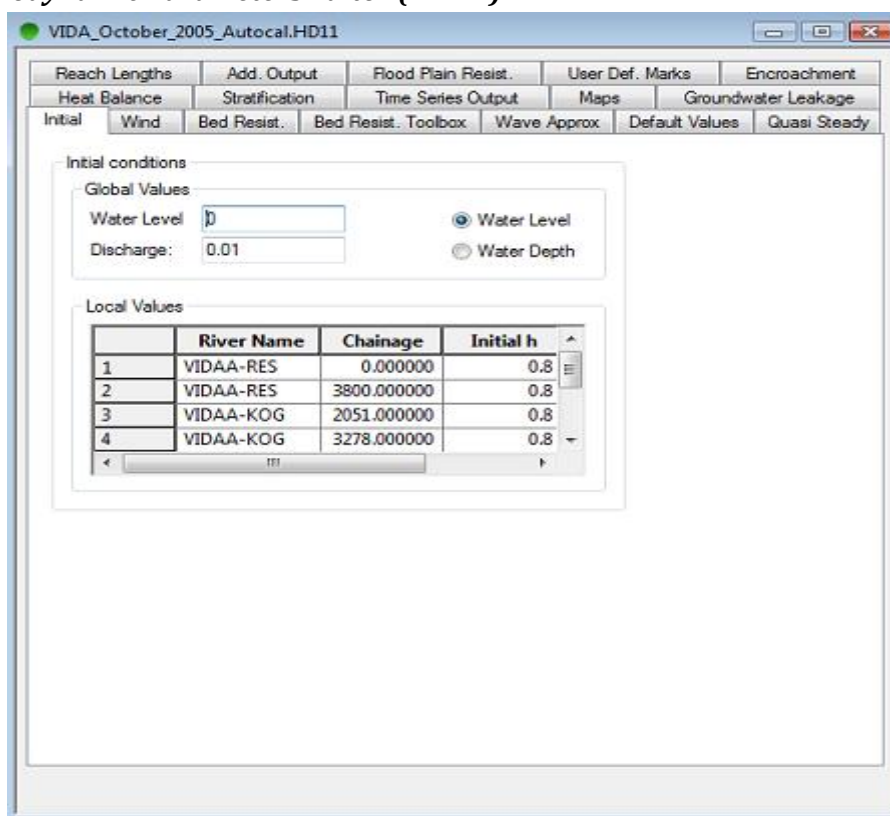 VIDA_October_2005_Autocal.HD11
Reach Lengths Add. Output Flood Plain Resist. User Def. Marks Encroachment
Heat Balance Stratification Time Series Output Maps Groundwater Leakage
Initial Wind Bed Resist. Bed Resist. Toolbox Wave Approx Default Values Quasi Steady
Initial conditions
Global Values
Water Level 0 Water Level
Discharge: 0.01 Water Depth
Local Values
River Name Chainage Initial h
1 VIDAA-RES 0.000000 0.8
2 VIDAA-RES 3800.000000 0.8
3 VIDAA-KOG 2051.000000 0.8
4 VIDAA-KOG 3278.000000 0.8